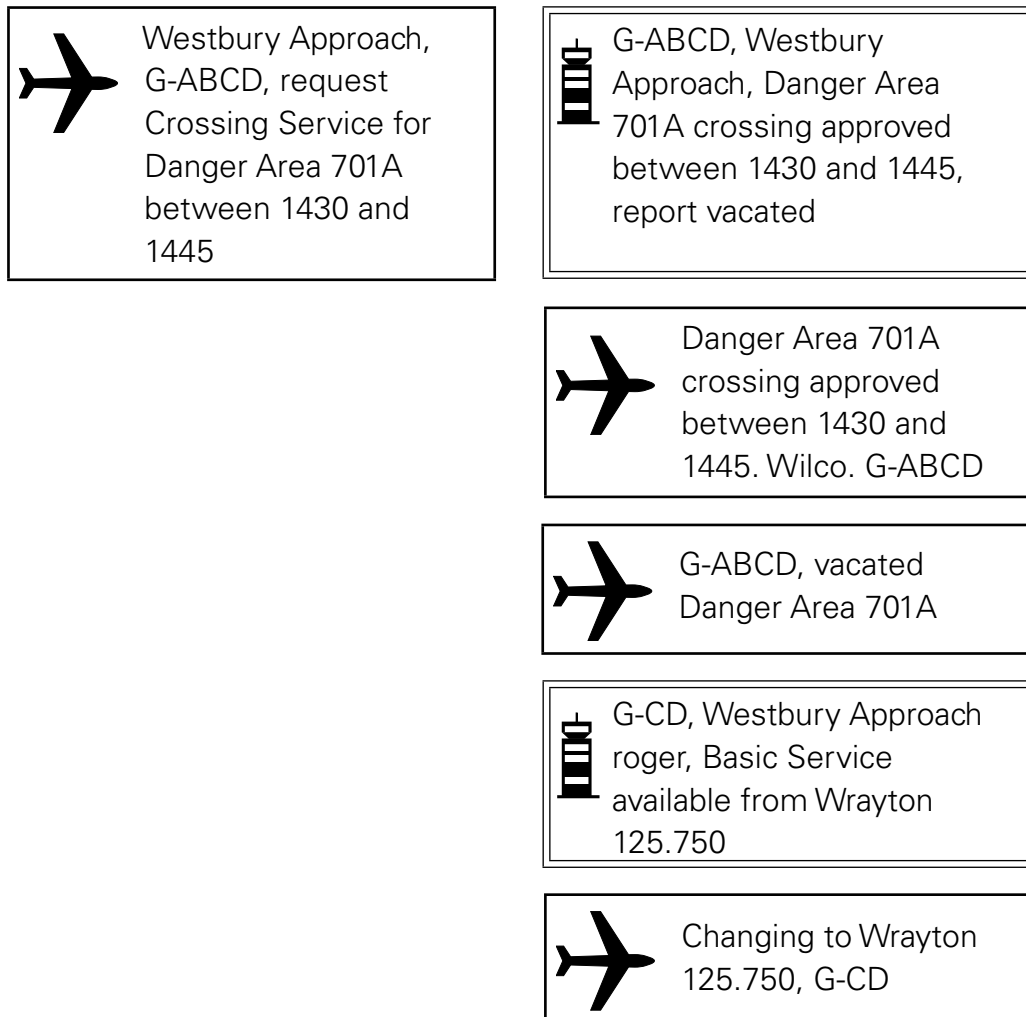 Westbury Approach,
G-ABCD, request
Crossing Service for
Danger Area 701A
between 1430 and
1445
G-ABCD, Westbury
Approach, Danger Area
701A crossing approved
between 1430 and 1445,
report vacated
Danger Area 701A
crossing approved
between 1430 and
1445. Wilco. G-ABCD
G-ABCD, vacated
Danger Area 701A
G-CD, Westbury Approach
roger, Basic Service
available from Wrayton
125.750
Changing to Wrayton
125.750, G-CD